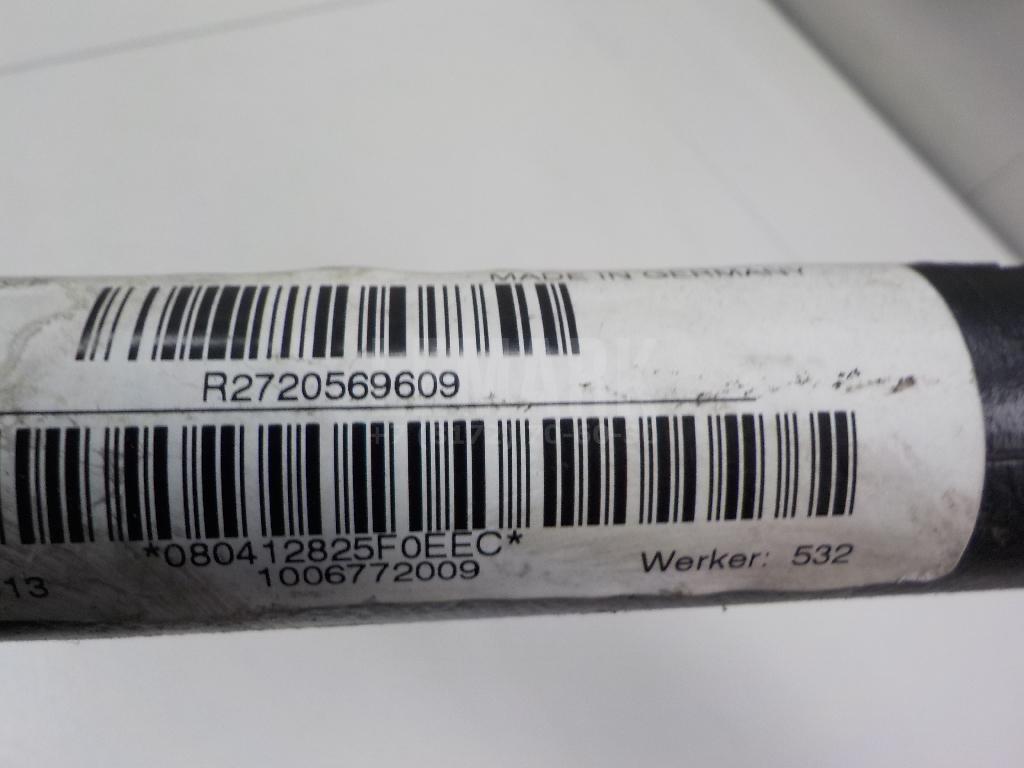 MADE IN GERMANY
R2720569609
*080412825F0EEC*
1006772009
Werker: 532
13